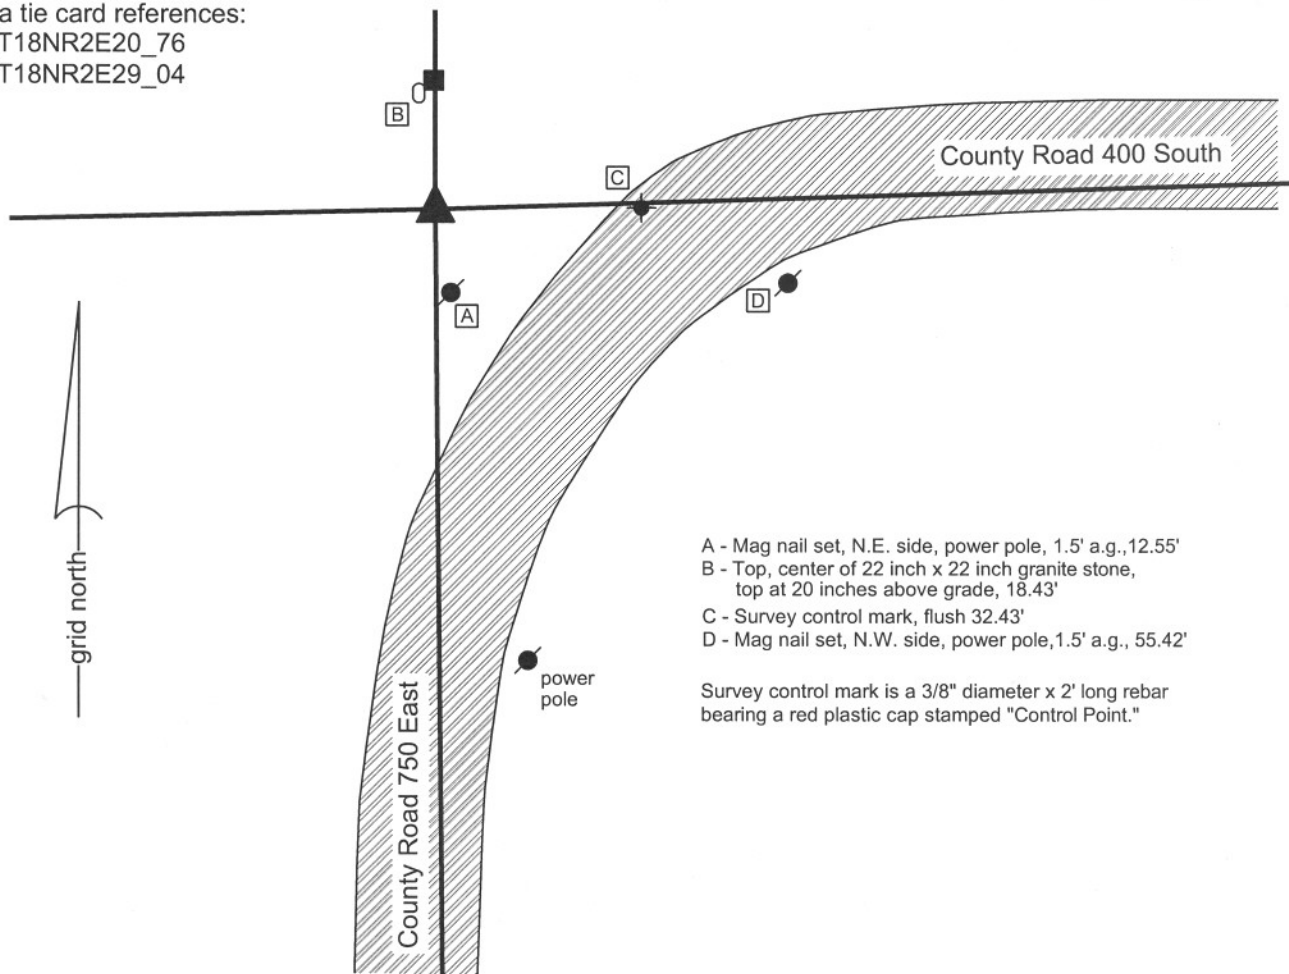 a tie card references:
T18NR2E20_76
T18NR2E29_04
B
C
County Road 400 South
A
D
grid north
A - Mag nail set, N.E. side, power pole, 1.5' a.g.,12.55'
B - Top, center of 22 inch x 22 inch granite stone,
top at 20 inches above grade, 18.43'
C - Survey control mark, flush 32.43'
D - Mag nail set, N.W. side, power pole,1.5' a.g., 55.42'
power
pole
County Road 750 East
Survey control mark is a 3/8" diameter x 2' long rebar
bearing a red plastic cap stamped "Control Point."